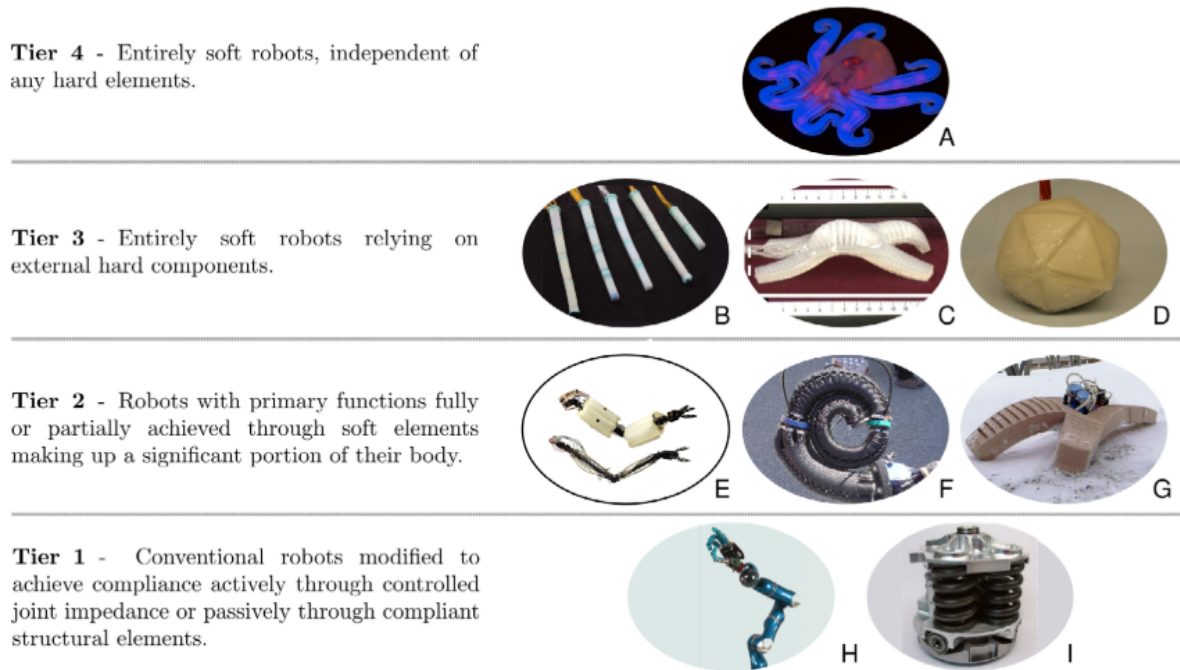 Tier 4 - Entirely soft robots, independent of
any hard elements.
A
Tier 3 - Entirely soft robots relying on
external hard components.
B
C
D
Tier 2 - Robots with primary functions fully
or partially achieved through soft elements
making up a significant portion of their body.
E
F
G
Tier 1 - Conventional robots modified to
achieve compliance actively through controlled
joint impedance or passively through compliant
structural elements.
H
I